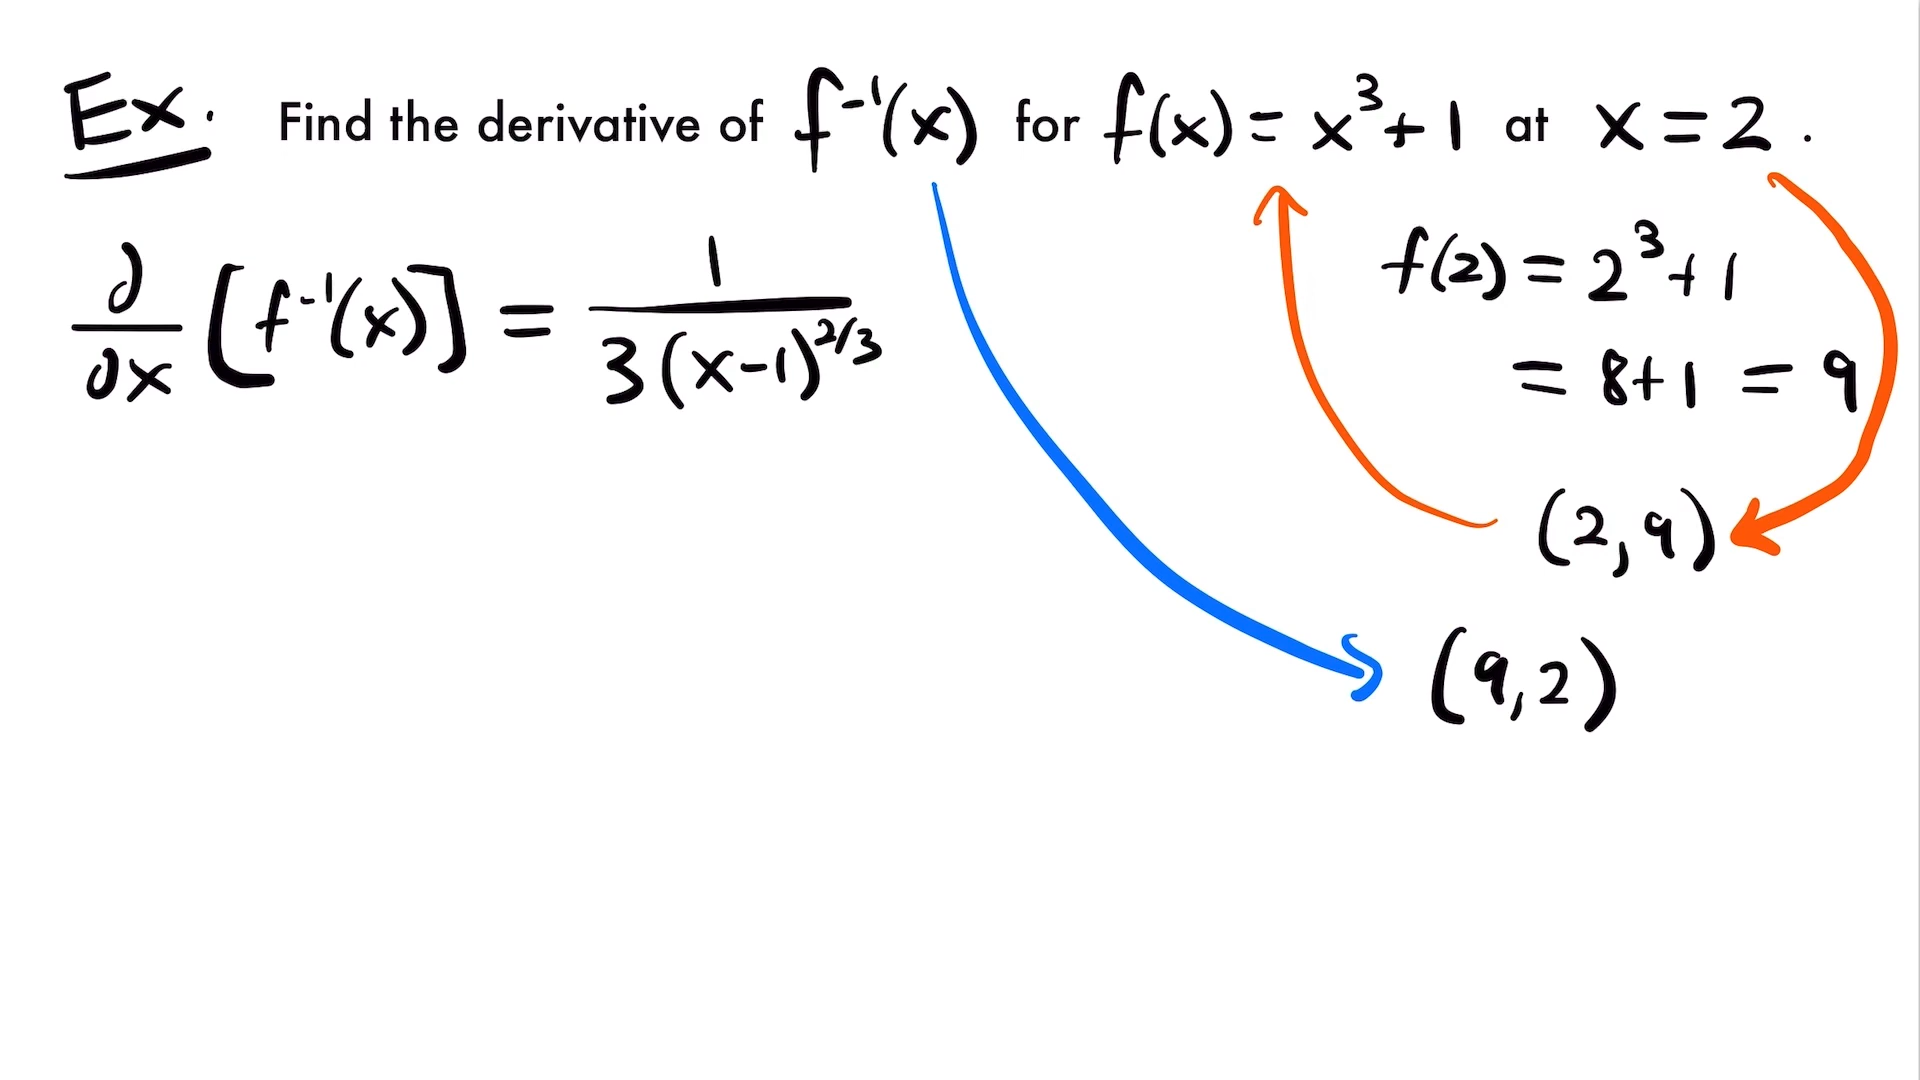 Ex. Find the derivative of f⁻¹(x) for f(x) = x³ + 1 at x = 2 .
∂/∂x [f⁻¹(x)] = 1/(3(x-1)^(2/3))
f(2) = 2³ + 1
= 8 + 1 = 9
(2, 9)
(9, 2)